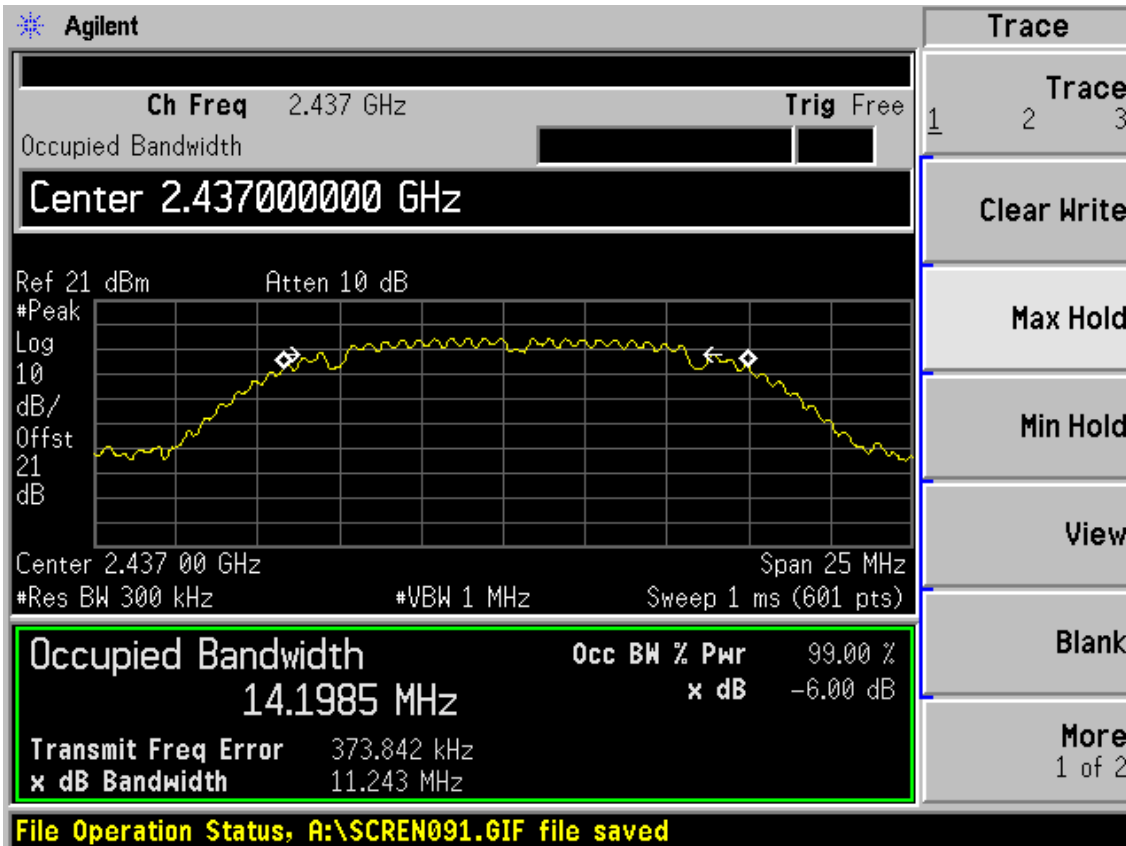 Agilent
Ch Freq 2.437 GHz Trig Free
Occupied Bandwidth
Center 2.437000000 GHz
Ref 21 dBm Atten 10 dB
#Peak
Log
10
dB/
Offst
21
dB
Center 2.437 00 GHz Span 25 MHz
#Res BW 300 kHz #VBW 1 MHz Sweep 1 ms (601 pts)
Occupied Bandwidth
14.1985 MHz
Occ BW % Pwr 99.00 %
x dB -6.00 dB
Transmit Freq Error 373.842 kHz
x dB Bandwidth 11.243 MHz
File Operation Status, A:\SCREN091.GIF file saved
Trace
Trace
1 2 3
Clear Write
Max Hold
Min Hold
View
Blank
More
1 of 2